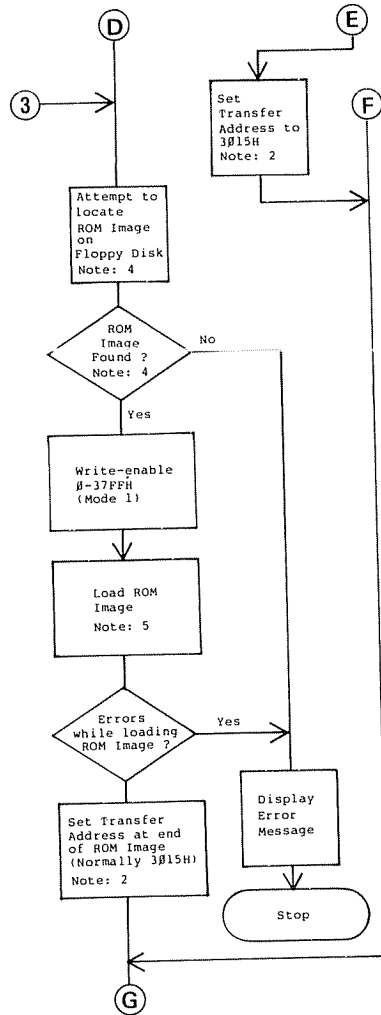 D
E
3
F
Set
Transfer
Address to
3Ø15H
Note: 2
Attempt to
locate
ROM Image
on
Floppy Disk
Note: 4
ROM
Image
Found ?
Note: 4
No
Yes
Write-enable
Ø-37FFH
(Mode 1)
Load ROM
Image
Note: 5
Errors
while loading
ROM Image ?
Yes
Display
Error
Message
Set Transfer
Address at end
of ROM Image
(Normally 3Ø15H)
Note: 2
Stop
G